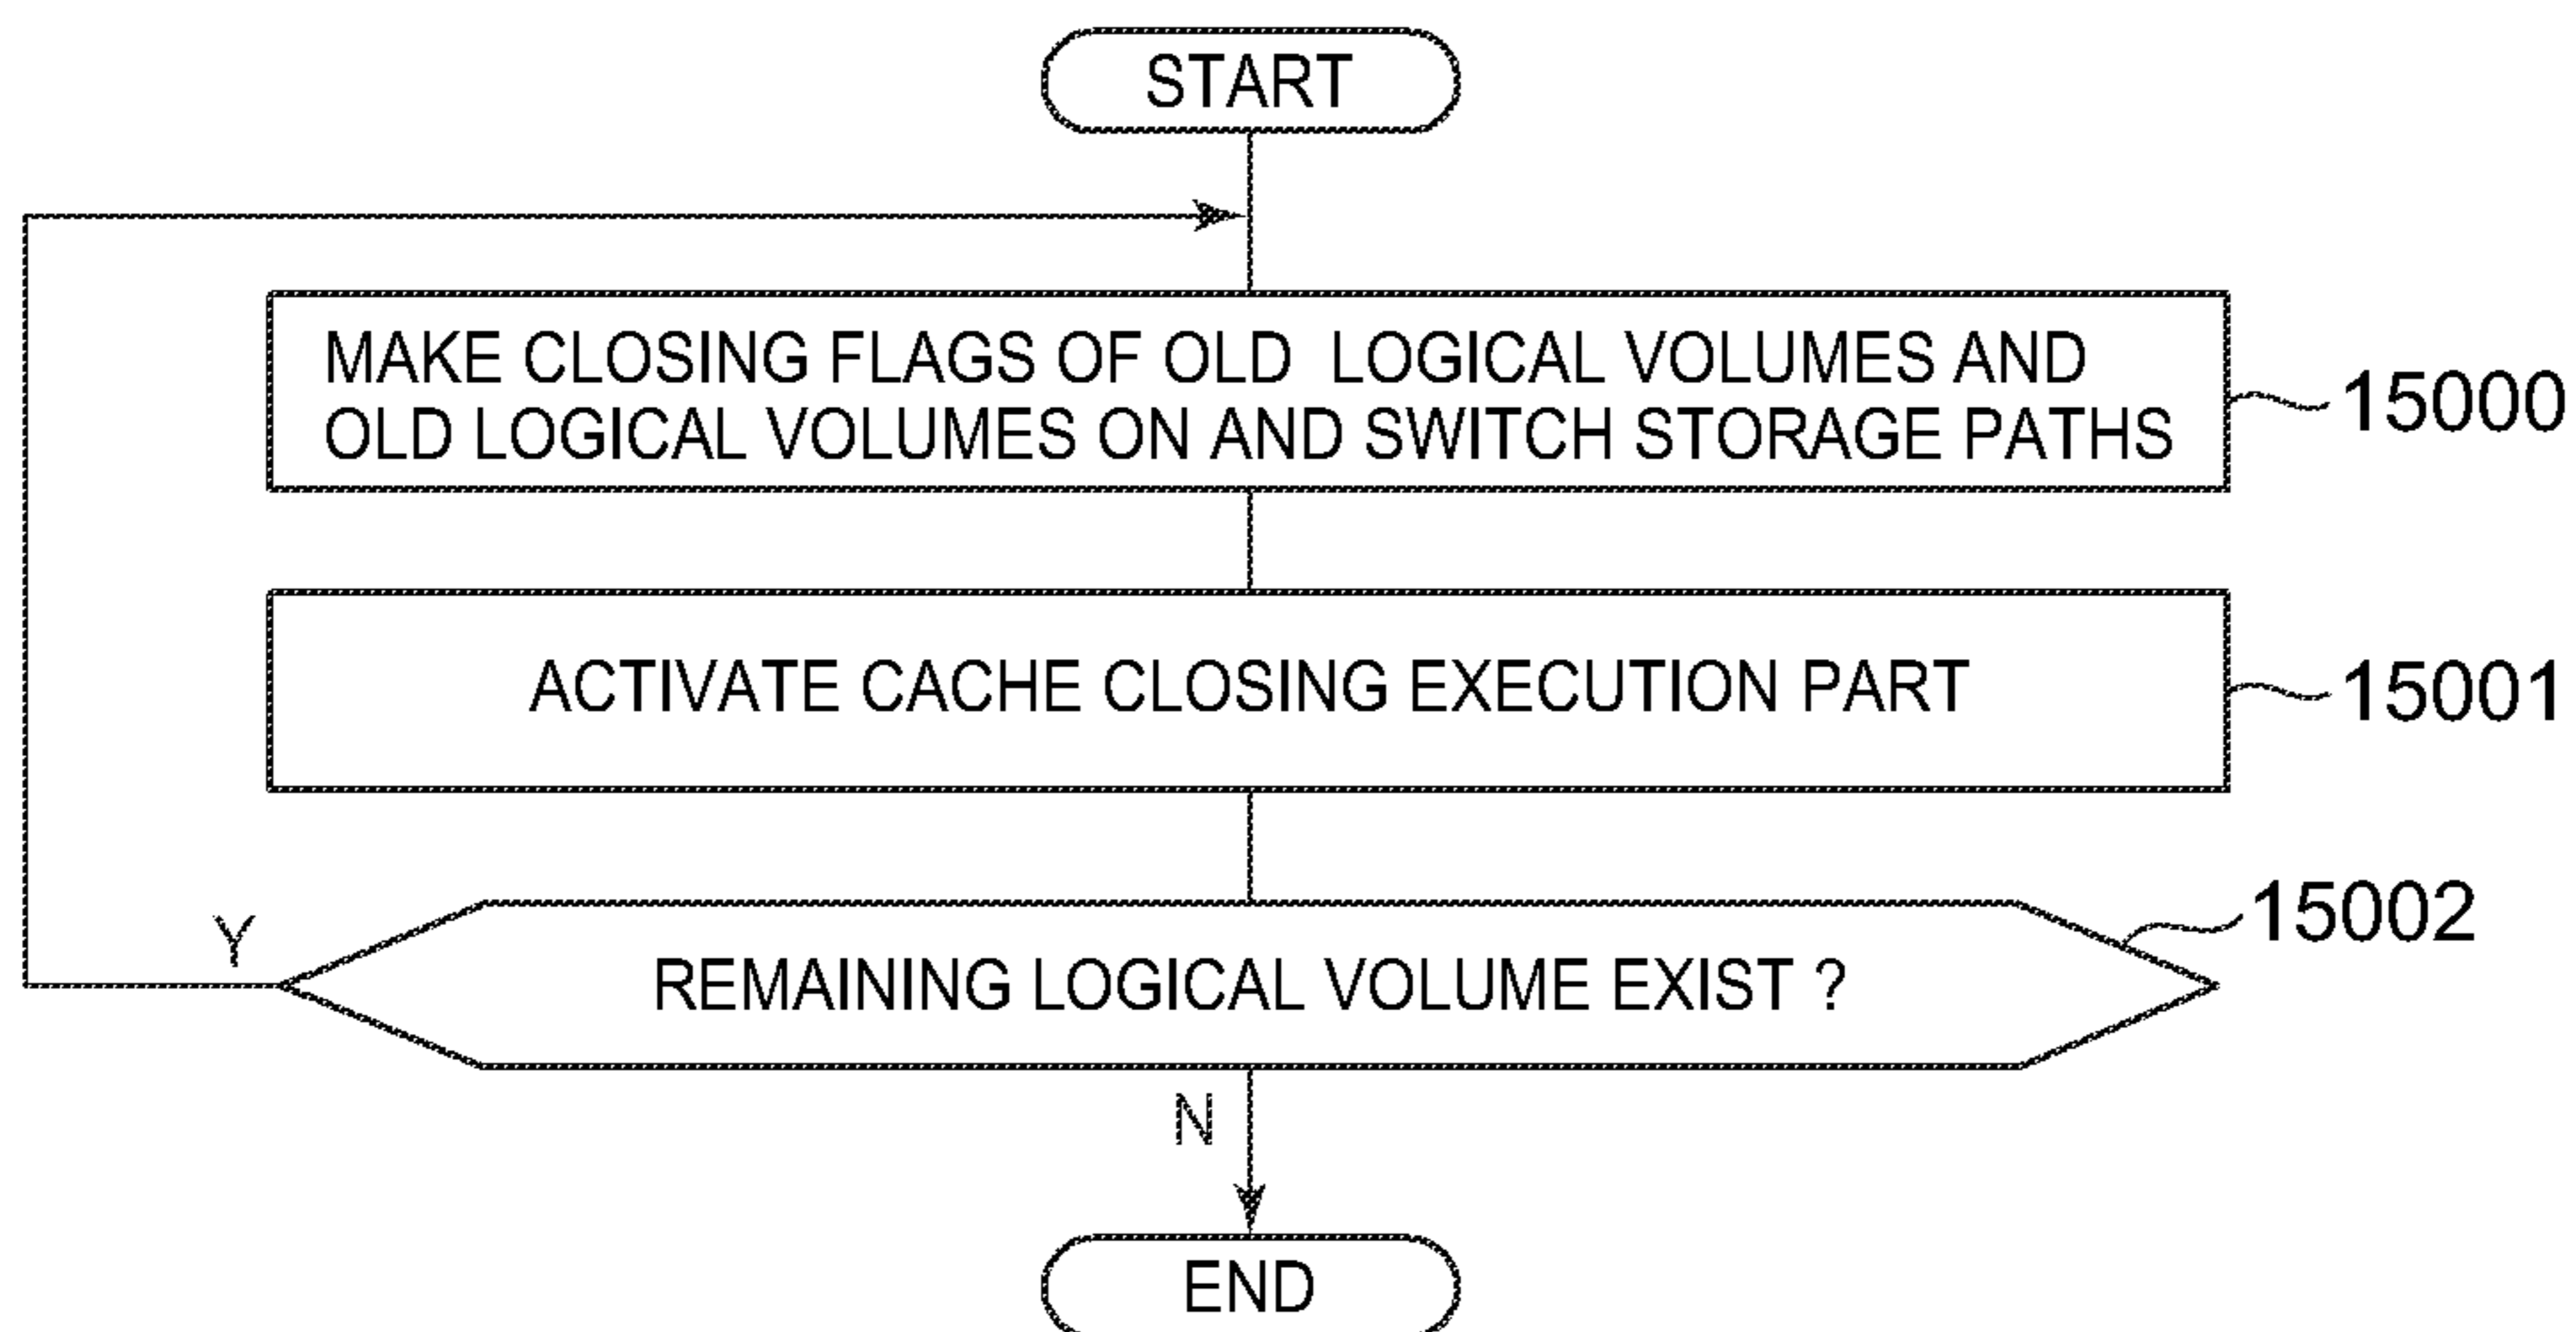 START
MAKE CLOSING FLAGS OF OLD LOGICAL VOLUMES AND
OLD LOGICAL VOLUMES ON AND SWITCH STORAGE PATHS
15000
ACTIVATE CACHE CLOSING EXECUTION PART
15001
15002
Y
REMAINING LOGICAL VOLUME EXIST ?
N
END